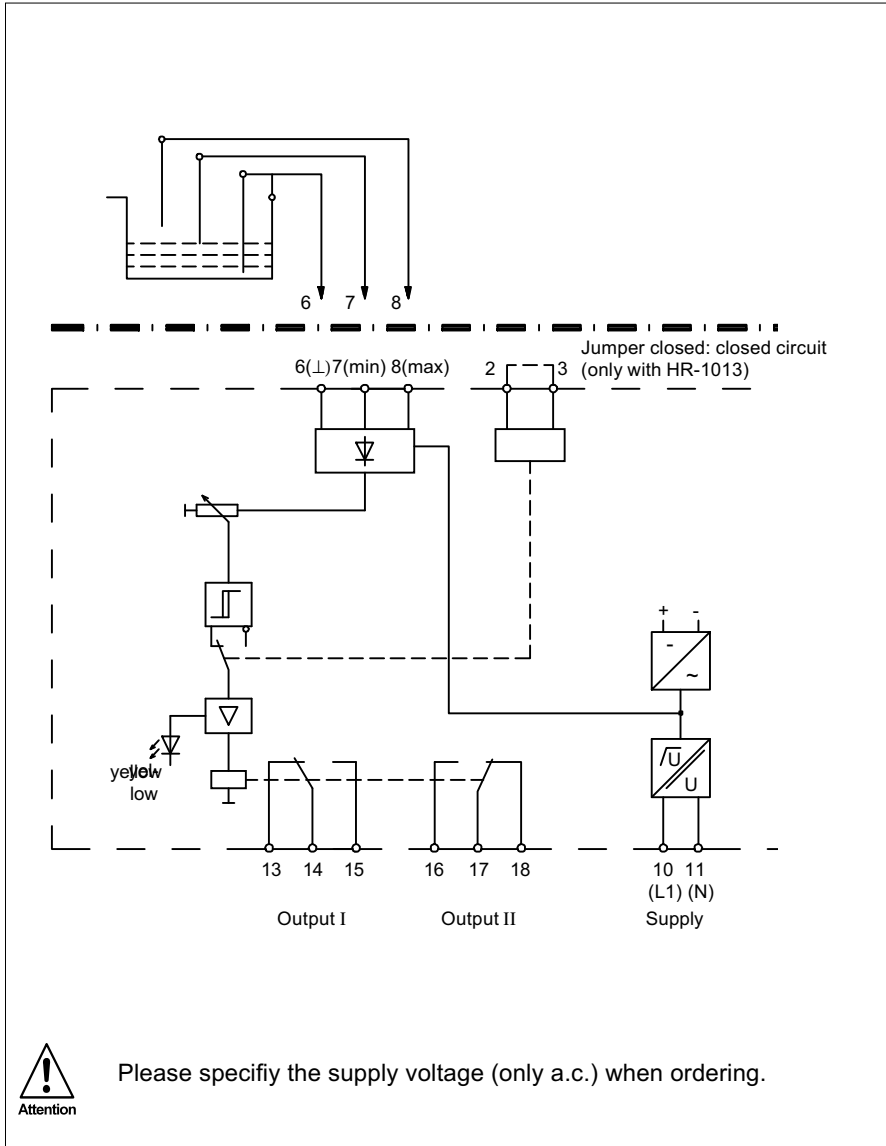 6 7 8
Jumper closed: closed circuit
6(⊥)7(min) 8(max) 2 3 (only with HR-1013)
+ -
-
~
yellow
yel-
low
U
U
13 14 15 16 17 18 10 11
(L1) (N)
Output I Output II Supply
! Please specifiy the supply voltage (only a.c.) when ordering.
Attention